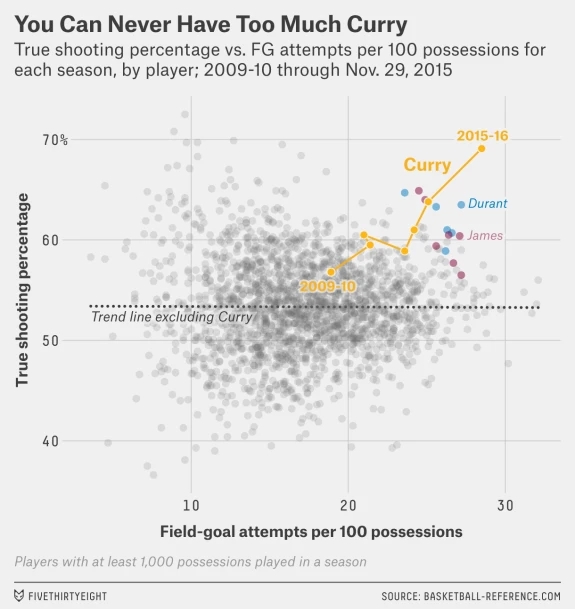 You Can Never Have Too Much Curry
True shooting percentage vs. FG attempts per 100 possessions for
each season, by player; 2009-10 through Nov. 29, 2015
70%
60
50
40
True shooting percentage
2015-16
Curry
Durant
James
2009-10
Trend line excluding Curry
10
20
30
Field-goal attempts per 100 possessions
Players with at least 1,000 possessions played in a season
FIVETHIRTYEIGHT
SOURCE: BASKETBALL-REFERENCE.COM